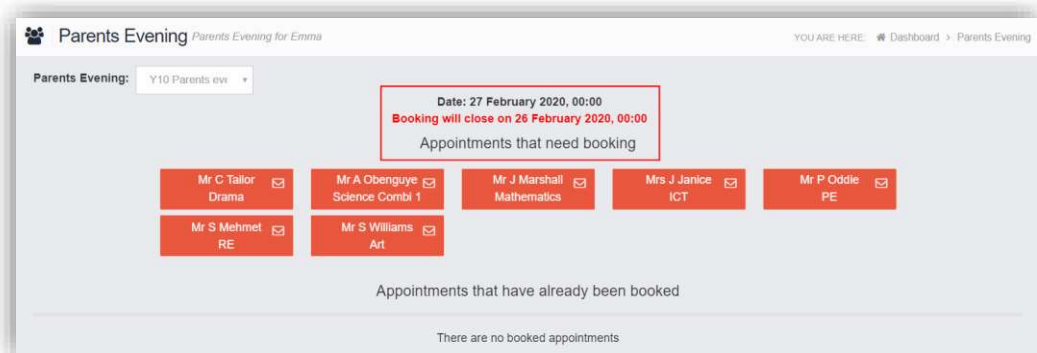 Parents Evening Parents Evening for Emma
YOU ARE HERE: Dashboard > Parents Evening
Parents Evening: Y10 Parents eve
Date: 27 February 2020, 00:00
Booking will close on 26 February 2020, 00:00
Appointments that need booking
Mr C Tailor
Drama
Mr A Obenguye
Science Combi 1
Mr J Marshall
Mathematics
Mrs J Janice
ICT
Mr P Oddie
PE
Mr S Mehmet
RE
Mr S Williams
Art
Appointments that have already been booked
There are no booked appointments